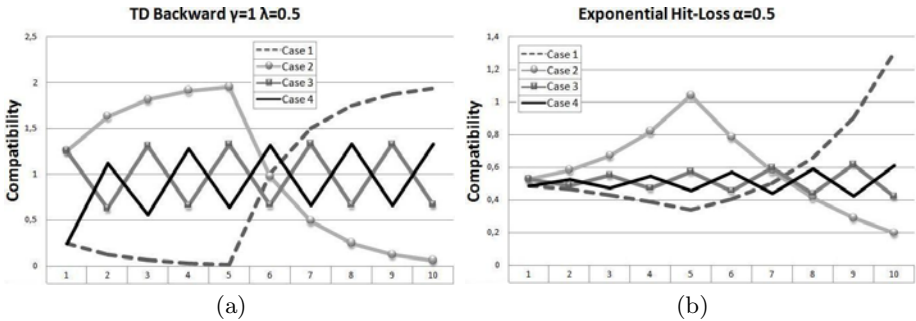 TD Backward γ=1 λ=0.5
Compatibility
2,5
2
1,5
1
0,5
0
Case 1
Case 2
Case 3
Case 4
1 2 3 4 5 6 7 8 9 10
(a)
Exponential Hit-Loss α=0.5
Compatibility
1,4
1,2
1
0,8
0,6
0,4
0,2
0
Case 1
Case 2
Case 3
Case 4
1 2 3 4 5 6 7 8 9 10
(b)